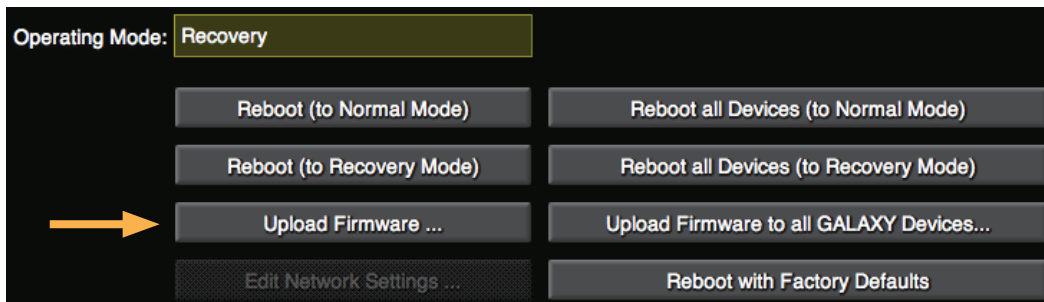 Operating Mode: Recovery
Reboot (to Normal Mode) Reboot all Devices (to Normal Mode)
Reboot (to Recovery Mode) Reboot all Devices (to Recovery Mode)
Upload Firmware ... Upload Firmware to all GALAXY Devices...
Edit Network Settings ... Reboot with Factory Defaults